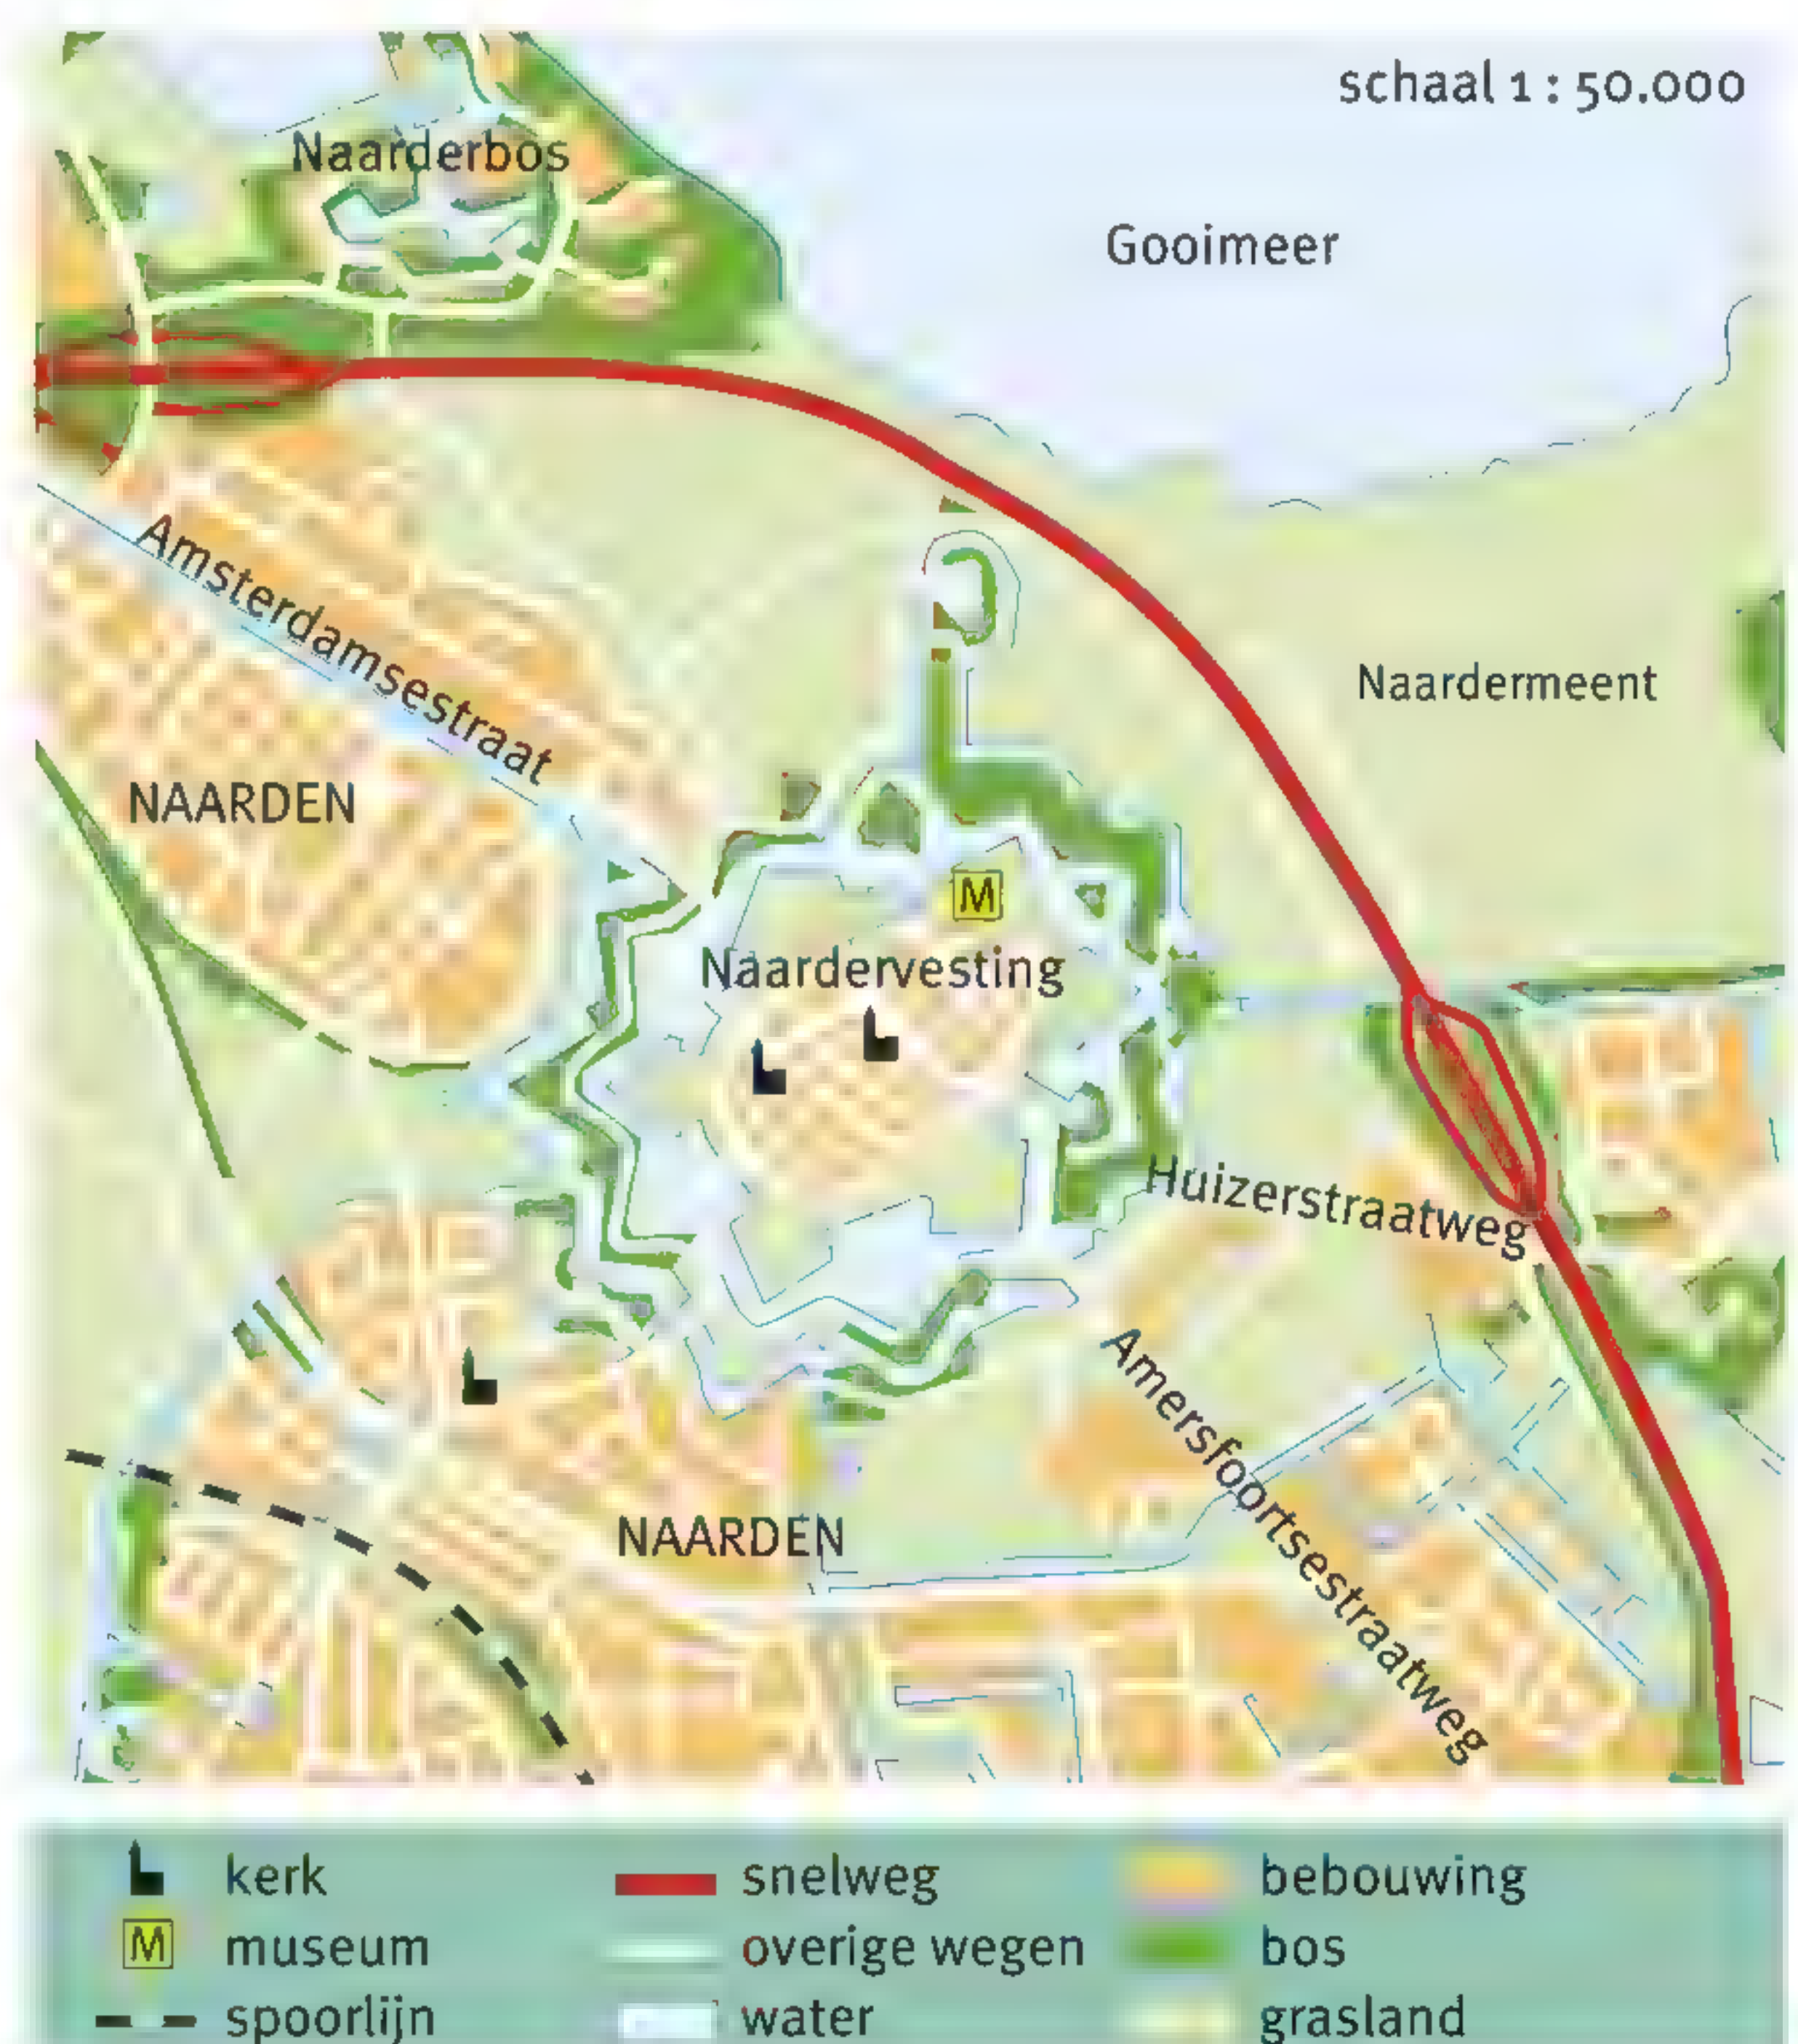 schaal 1 : 50.000
Naarderbos
Gooimeer
Amsterdamsestraat
Naardermeent
NAARDEN
M
Naardervesting
Huizerstraatweg
Amersfoortsestraatweg
NAARDEN
kerk
snelweg
bebouwing
M museum
overige wegen
bos
spoorlijn
water
grasland